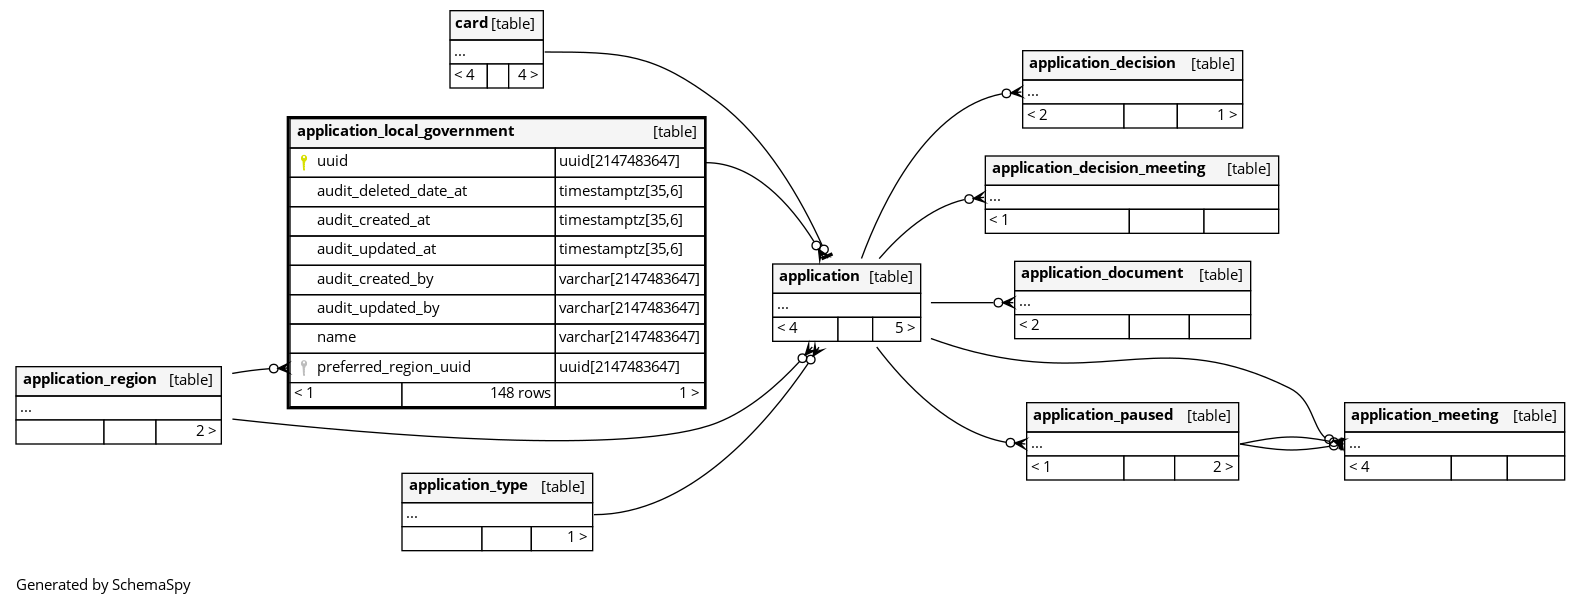 card [table]
...
< 4 4 >
application_local_government [table]
uuid uuid[2147483647]
audit_deleted_date_at timestamptz[35,6]
audit_created_at timestamptz[35,6]
audit_updated_at timestamptz[35,6]
audit_created_by varchar[2147483647]
audit_updated_by varchar[2147483647]
name varchar[2147483647]
preferred_region_uuid uuid[2147483647]
< 1 148 rows 1 >
application_region [table]
...
2 >
application_type [table]
...
1 >
application [table]
...
< 4 5 >
application_decision [table]
...
< 2 1 >
application_decision_meeting [table]
...
< 1
application_document [table]
...
< 2
application_paused [table]
...
< 1 2 >
application_meeting [table]
...
< 4
Generated by SchemaSpy